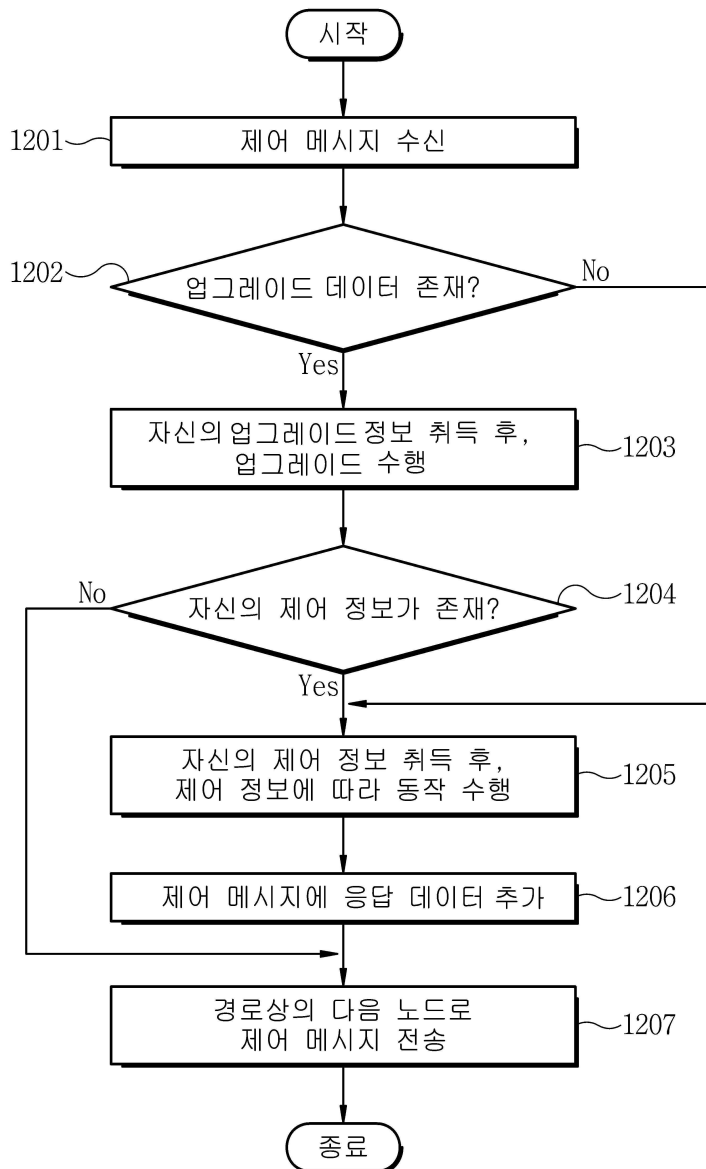 시작
1201
제어 메시지 수신
1202
업그레이드 데이터 존재?
No
Yes
자신의 업그레이드 정보 취득 후,
업그레이드 수행
1203
No
자신의 제어 정보가 존재?
1204
Yes
자신의 제어 정보 취득 후,
제어 정보에 따라 동작 수행
1205
제어 메시지에 응답 데이터 추가
1206
경로상의 다음 노드로
제어 메시지 전송
1207
종료